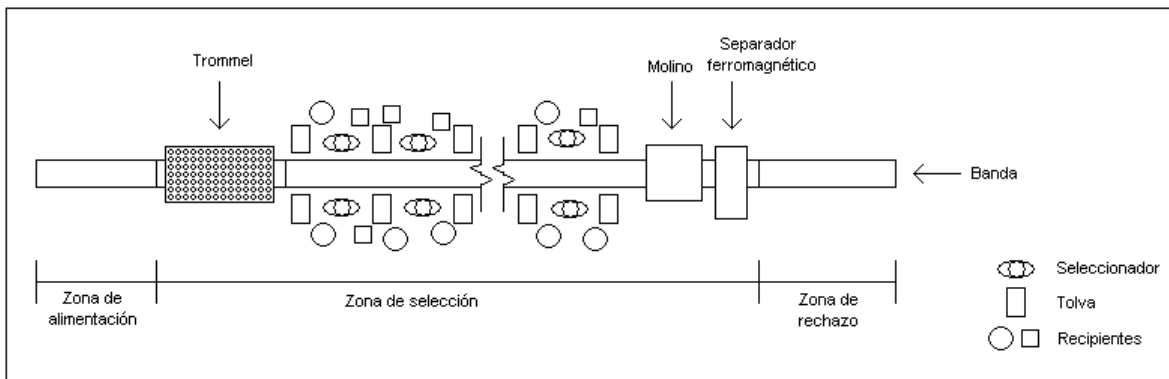 Trommel
Molino
Separador
ferromagnético
Banda
Zona de
alimentación
Zona de selección
Zona de
rechazo
Seleccionador
Tolva
Recipientes